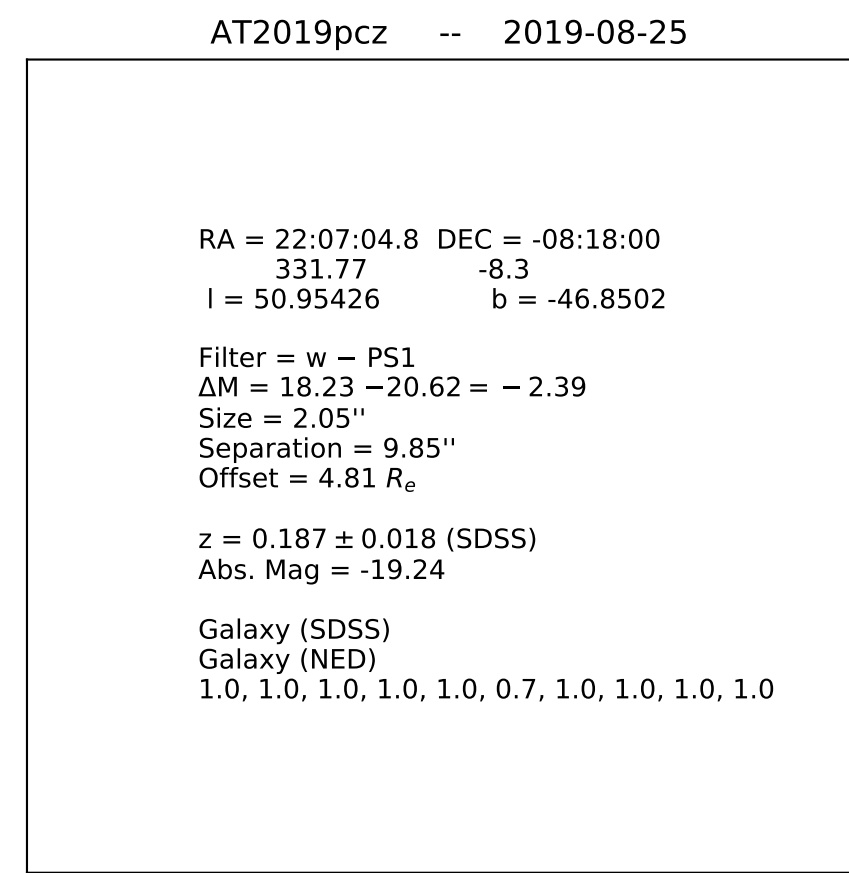 AT2019pcz -- 2019-08-25
RA = 22:07:04.8 DEC = -08:18:00
331.77 -8.3
l = 50.95426 b = -46.8502
Filter = w − PS1
ΔM = 18.23 −20.62 = −2.39
Size = 2.05''
Separation = 9.85''
Offset = 4.81 Re
z = 0.187 ± 0.018 (SDSS)
Abs. Mag = -19.24
Galaxy (SDSS)
Galaxy (NED)
1.0, 1.0, 1.0, 1.0, 1.0, 0.7, 1.0, 1.0, 1.0, 1.0